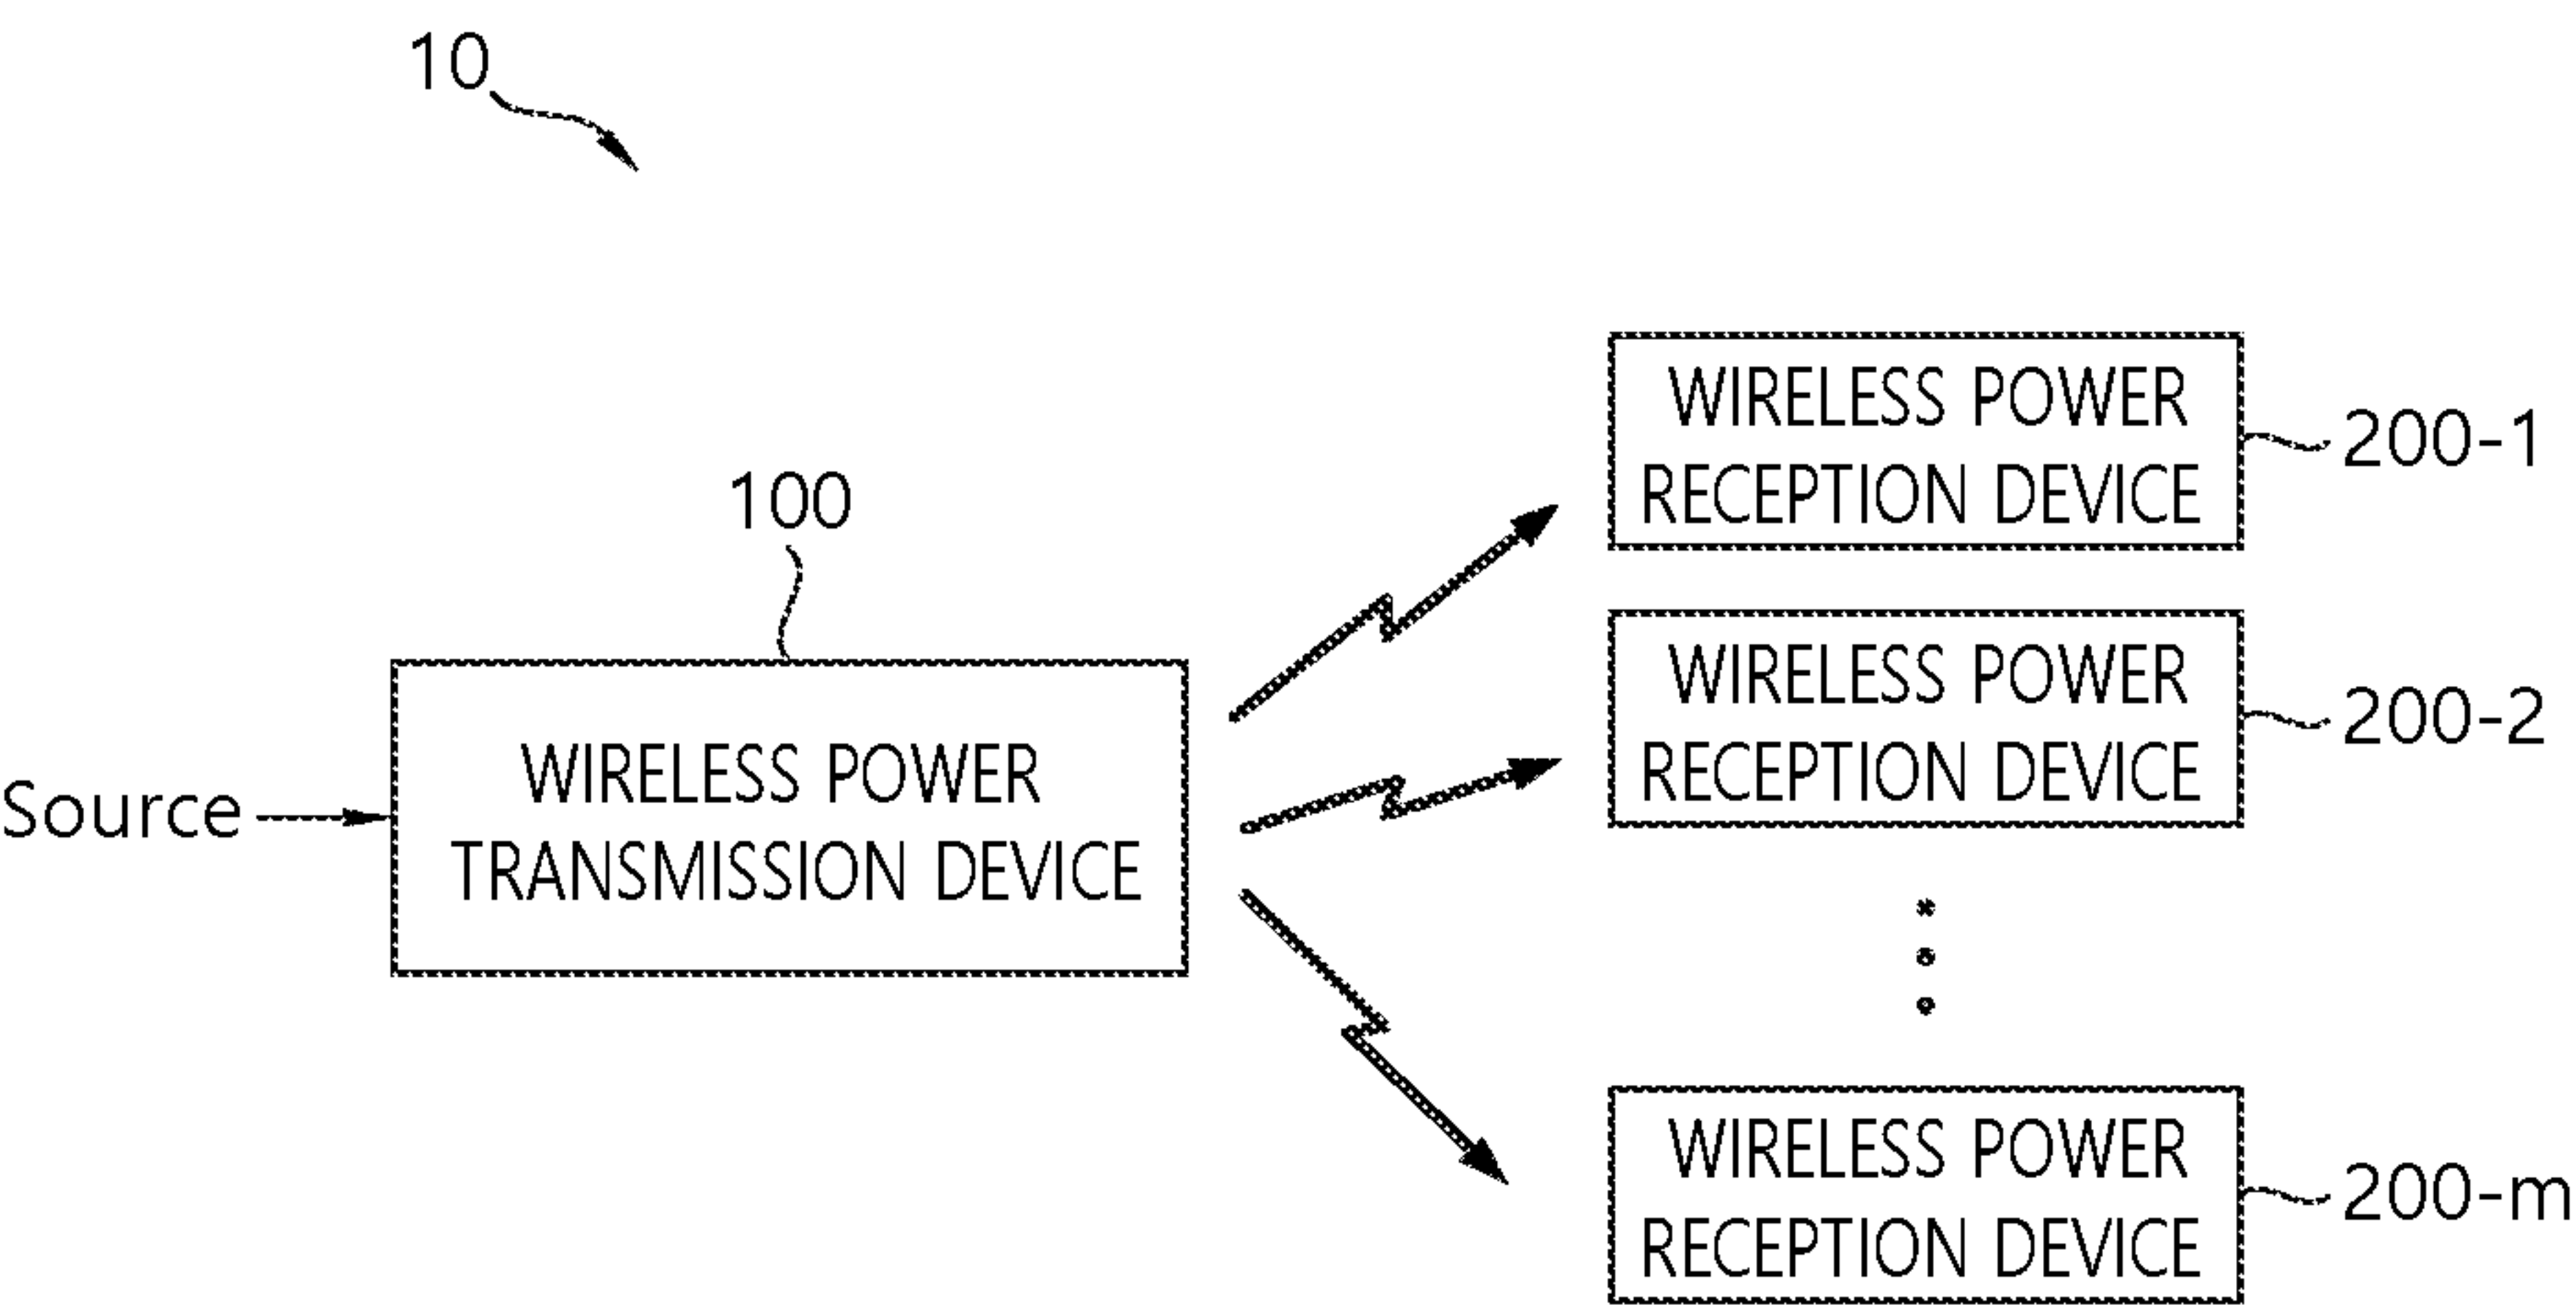 10
100
Source
WIRELESS POWER
TRANSMISSION DEVICE
WIRELESS POWER
RECEPTION DEVICE
200-1
WIRELESS POWER
RECEPTION DEVICE
200-2
WIRELESS POWER
RECEPTION DEVICE
200-m